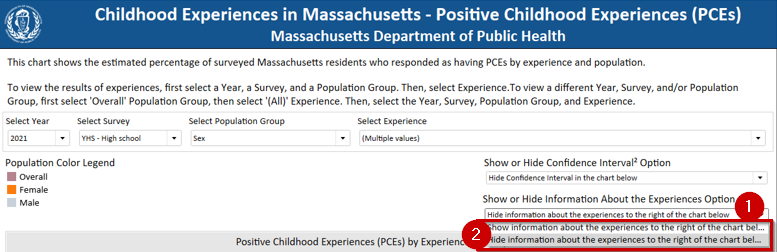 Childhood Experiences in Massachusetts - Positive Childhood Experiences (PCEs)
Massachusetts Department of Public Health
This chart shows the estimated percentage of surveyed Massachusetts residents who responded as having PCEs by experience and population.
To view the results of experiences, first select a Year, a Survey, and a Population Group. Then, select Experience.To view a different Year, Survey, and/or Population
Group, first select 'Overall' Population Group, then select '(All)' Experience. Then, select the Year, Survey, Population Group, and Experience.
Select Year Select Survey Select Population Group Select Experience
2021 YHS - High school Sex (Multiple values)
Population Color Legend
Overall
Female
Male
Show or Hide Confidence Interval² Option
Hide Confidence Interval in the chart below
Show or Hide Information About the Experiences Option
Hide information about the experiences to the right of the chart below
1
Show information about the experiences to the right of the chart bel...
2
Hide information about the experiences to the right of the chart bel...
Positive Childhood Experiences (PCEs) by Experience